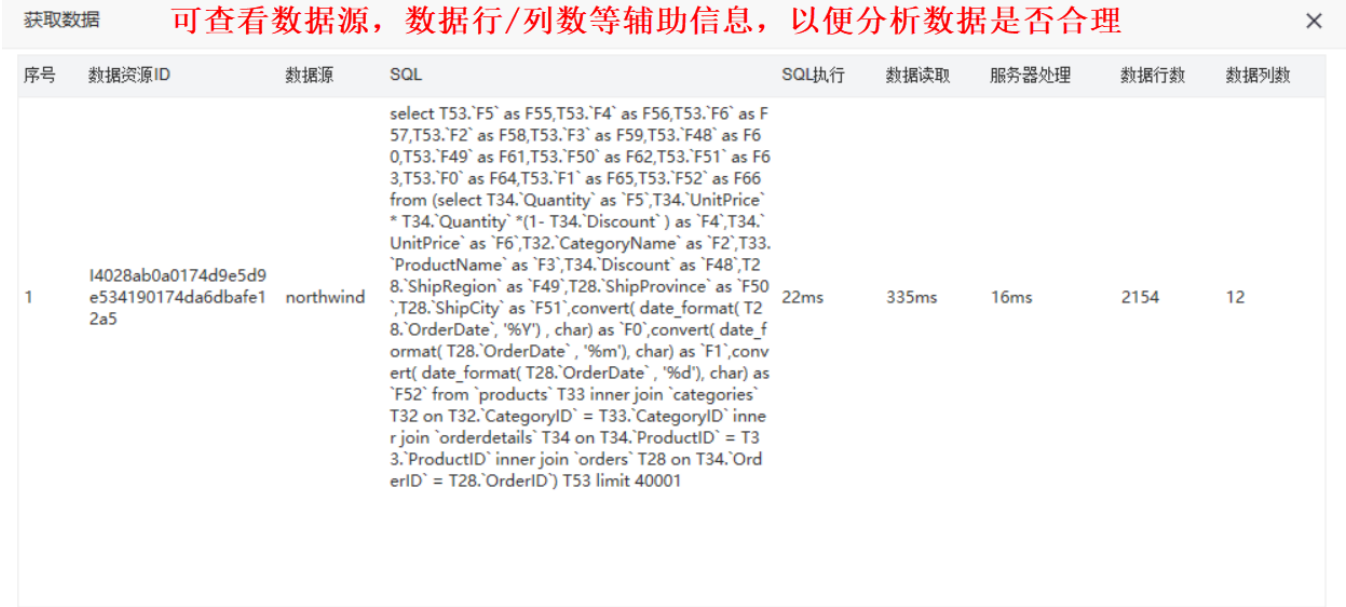 获取数据
可查看数据源，数据行/列数等辅助信息，以便分析数据是否合理
×
序号 数据资源ID 数据源 SQL SQL执行 数据读取 服务器处理 数据行数 数据列数
1
I4028ab0a0174d9e5d9
e534190174da6dbafe1
2a5
northwind
select T53.`F5` as F55,T53.`F4` as F56,T53.`F6` as F
57,T53.`F2` as F58,T53.`F3` as F59,T53.`F48` as F6
0,T53.`F49` as F61,T53.`F50` as F62,T53.`F51` as F6
3,T53.`F0` as F64,T53.`F1` as F65,T53.`F52` as F66
from (select T34.`Quantity` as `F5`,T34.`UnitPrice`
* T34.`Quantity` *(1- T34.`Discount` ) as `F4`,T34.`
UnitPrice` as `F6`,T32.`CategoryName` as `F2`,T33.
`ProductName` as `F3`,T34.`Discount` as `F48`,T2
8.`ShipRegion` as `F49`,T28.`ShipProvince` as `F50
`,T28.`ShipCity` as `F51`,convert( date_format( T2
8.`OrderDate`, '%Y') , char) as `F0`,convert( date_f
ormat( T28.`OrderDate` , '%m'), char) as `F1`,conv
ert( date_format( T28.`OrderDate` , '%d'), char) as
`F52` from `products` T33 inner join `categories`
T32 on T32.`CategoryID` = T33.`CategoryID` inne
r join `orderdetails` T34 on T34.`ProductID` = T3
3.`ProductID` inner join `orders` T28 on T34.`Ord
erID` = T28.`OrderID`) T53 limit 40001
22ms
335ms
16ms
2154
12